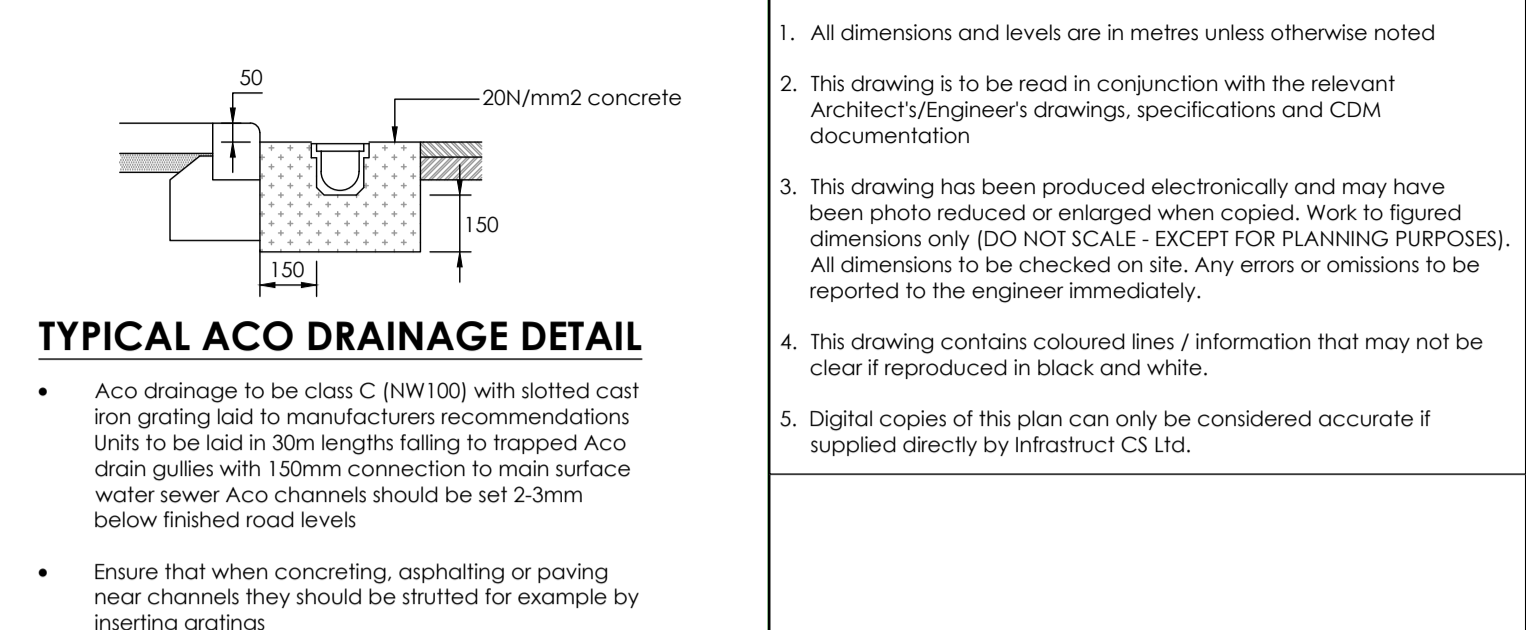 50
20N/mm2 concrete
150
150
TYPICAL ACO DRAINAGE DETAIL
• Aco drainage to be class C (NW100) with slotted cast
iron grating laid to manufacturers recommendations
Units to be laid in 30m lengths falling to trapped Aco
drain gullies with 150mm connection to main surface
water sewer Aco channels should be set 2-3mm
below finished road levels
• Ensure that when concreting, asphalting or paving
near channels they should be strutted for example by
inserting gratings
1. All dimensions and levels are in metres unless otherwise noted
2. This drawing is to be read in conjunction with the relevant
Architect's/Engineer's drawings, specifications and CDM
documentation
3. This drawing has been produced electronically and may have
been photo reduced or enlarged when copied. Work to figured
dimensions only (DO NOT SCALE - EXCEPT FOR PLANNING PURPOSES).
All dimensions to be checked on site. Any errors or omissions to be
reported to the engineer immediately.
4. This drawing contains coloured lines / information that may not be
clear if reproduced in black and white.
5. Digital copies of this plan can only be considered accurate if
supplied directly by Infrastruct CS Ltd.